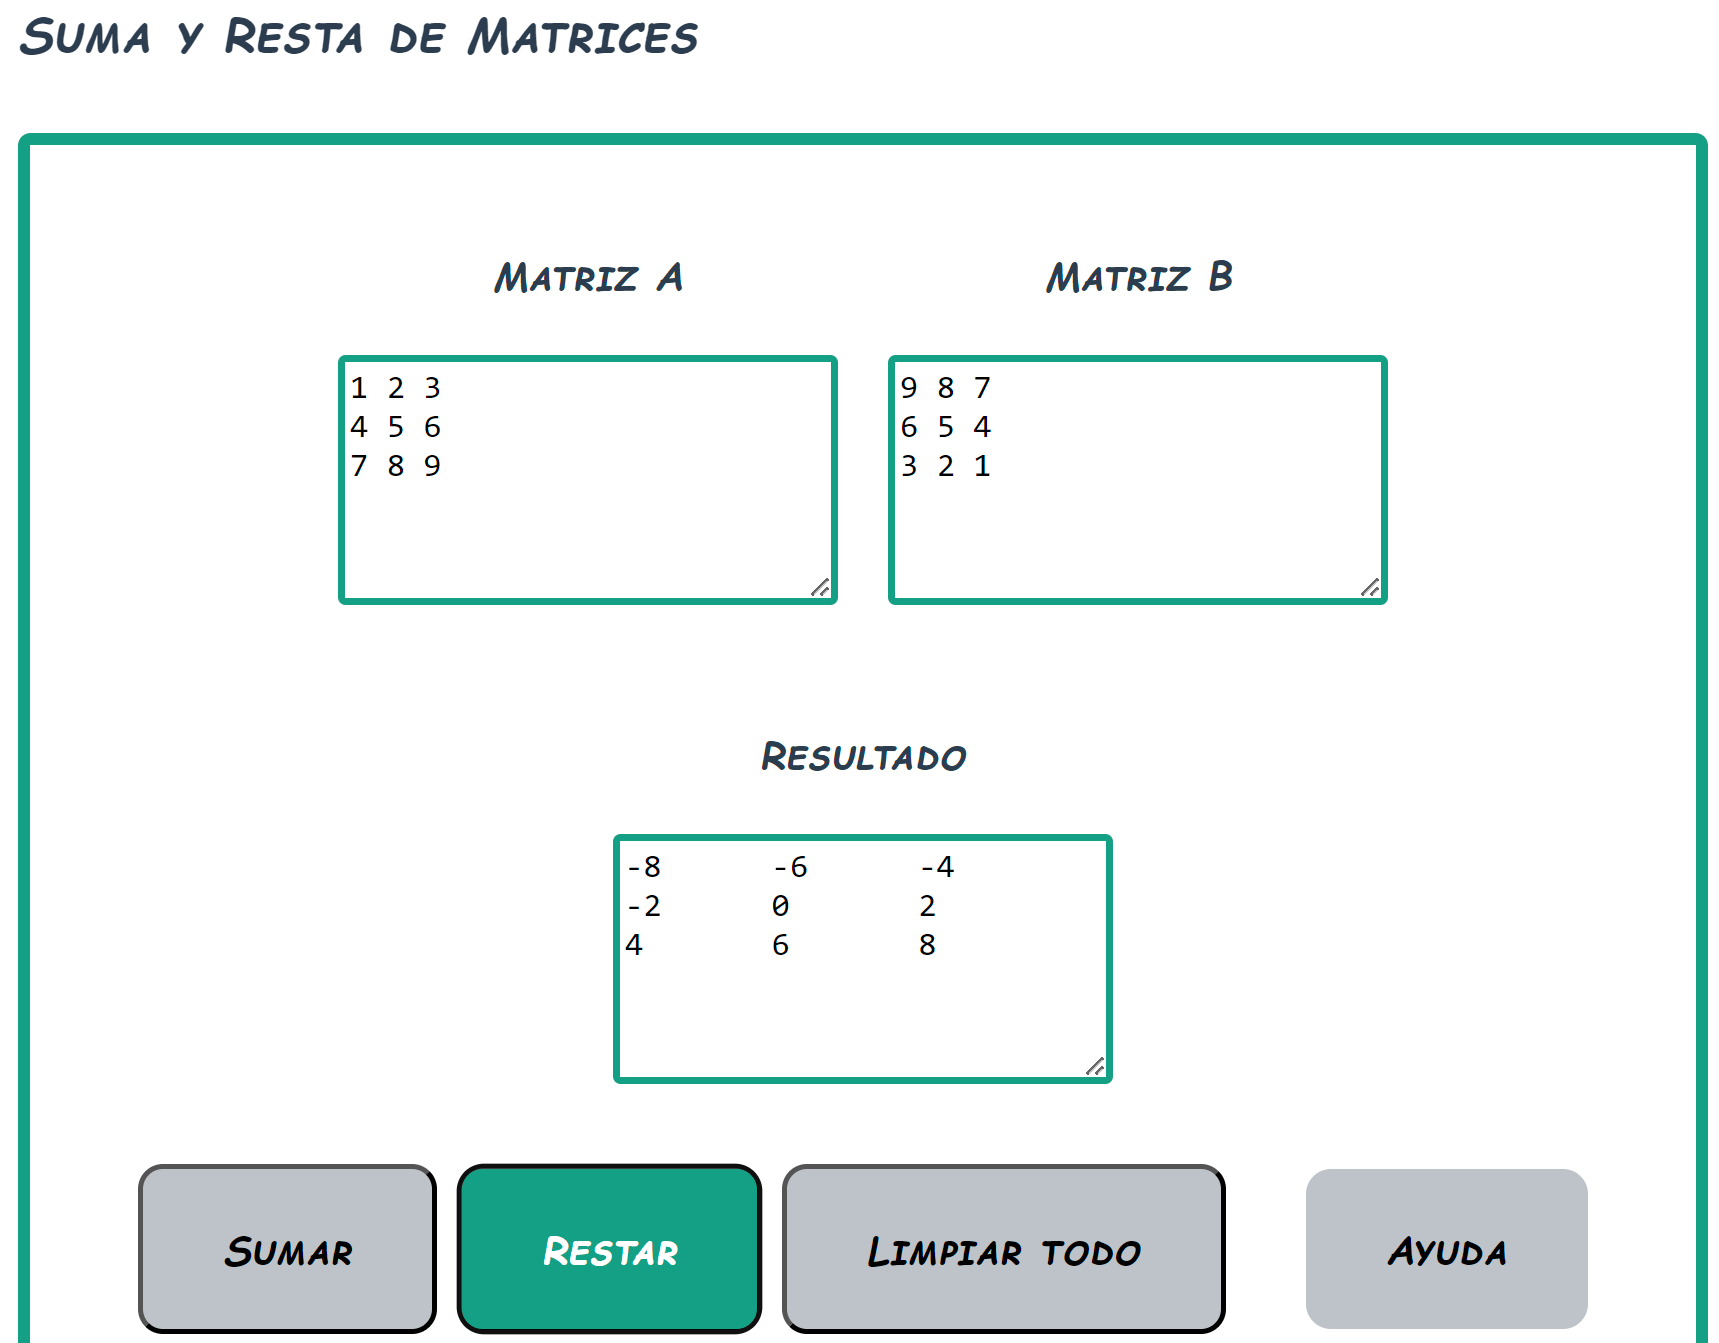 Suma y Resta de Matrices
Matriz A
Matriz B
1 2 3
4 5 6
7 8 9
9 8 7
6 5 4
3 2 1
Resultado
-8 -6 -4
-2 0 2
4 6 8
Sumar
Restar
Limpiar todo
Ayuda